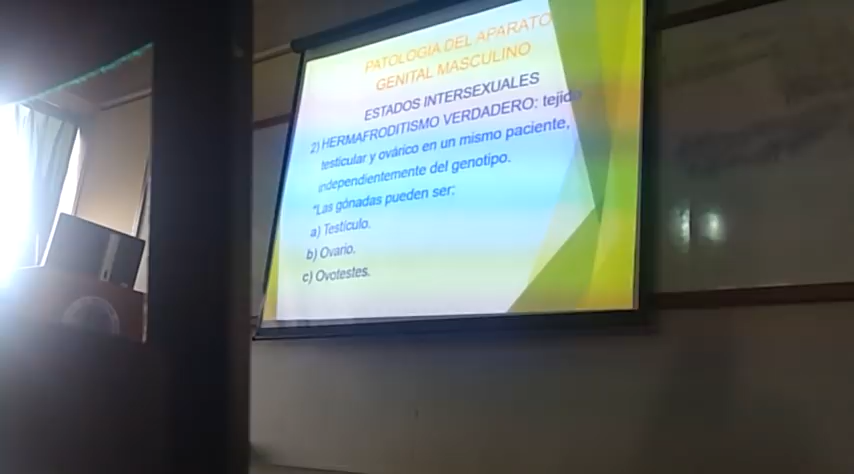 PATOLOGIA DEL APARATO
GENITAL MASCULINO
ESTADOS INTERSEXUALES
2) HERMAFRODITISMO VERDADERO: tejido
testicular y ovárico en un mismo paciente,
independientemente del genotipo.
*Las gónadas pueden ser:
a) Testículo.
b) Ovario.
c) Ovotestes.